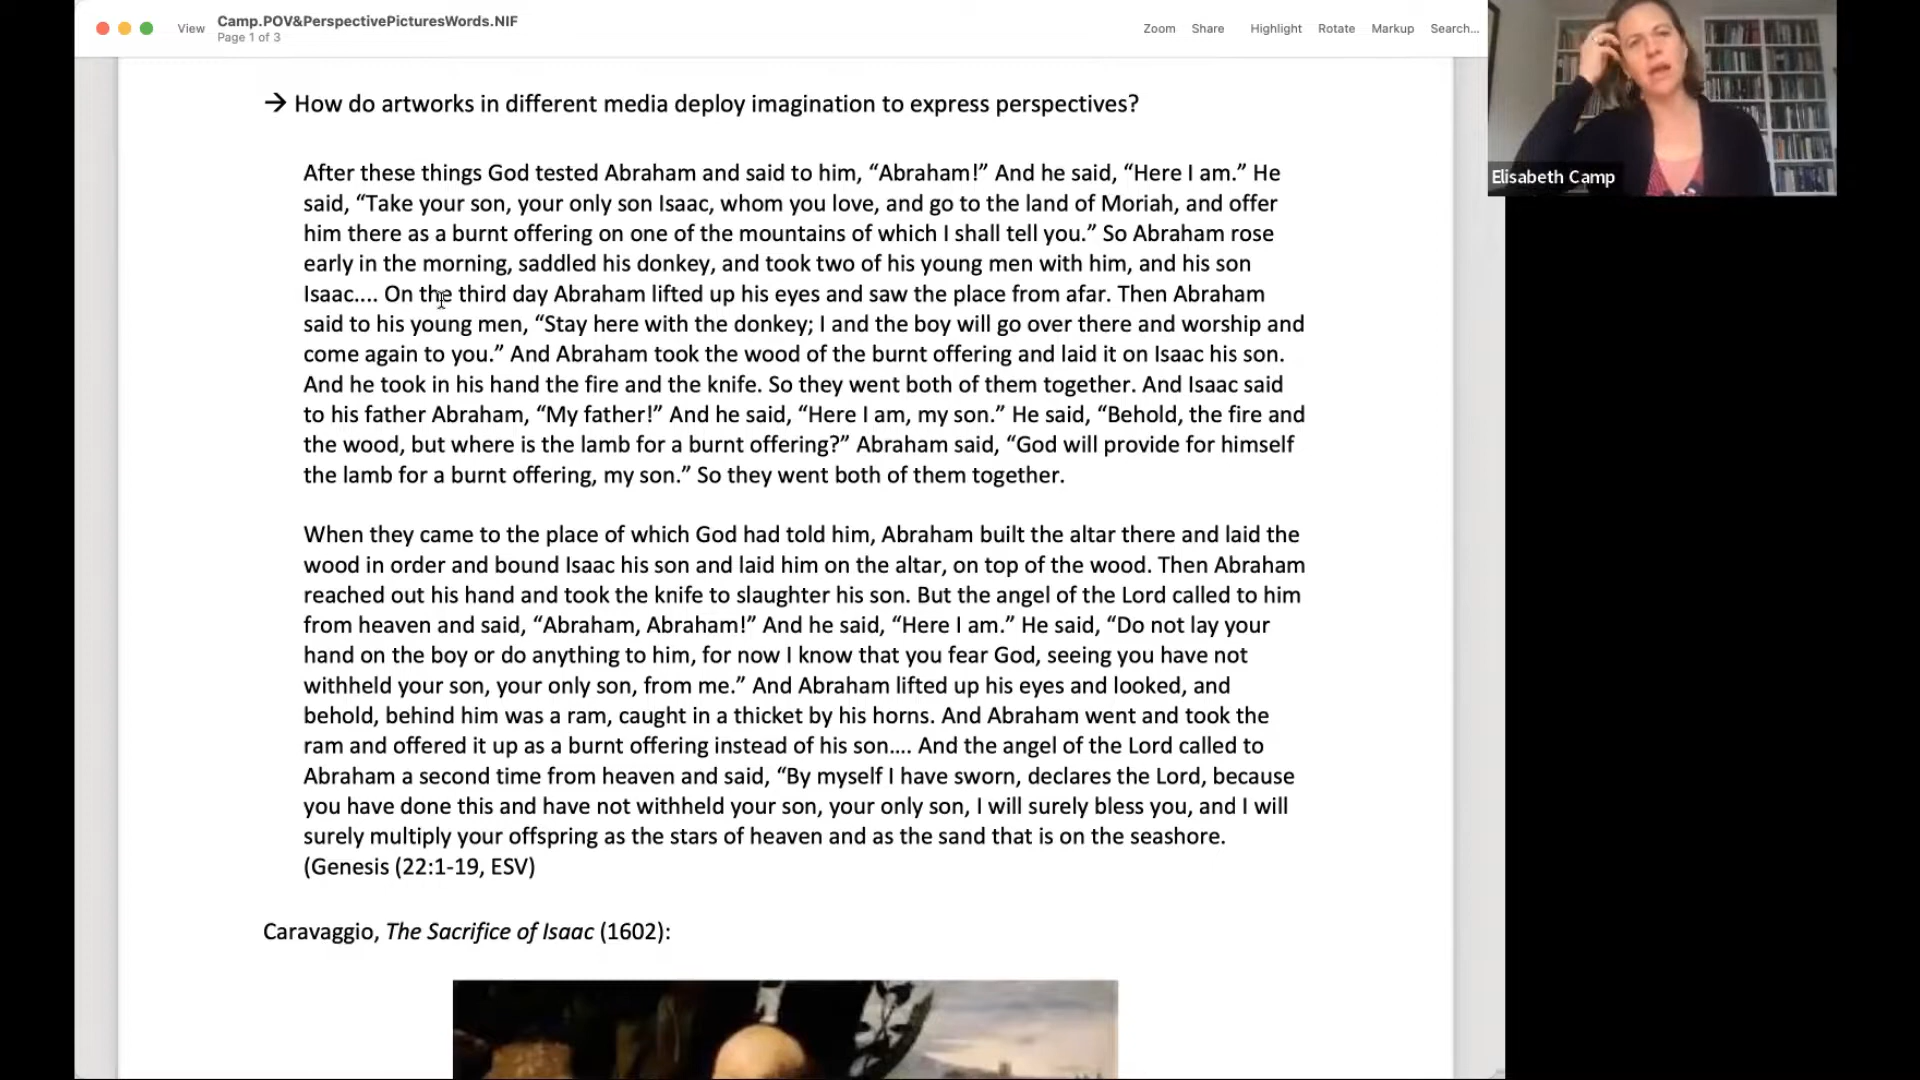 Camp.POV&PerspectivePicturesWords.NIF
Page 1 of 3
View
Zoom Share Highlight Rotate Markup Search...
→ How do artworks in different media deploy imagination to express perspectives?
After these things God tested Abraham and said to him, “Abraham!” And he said, “Here I am.” He
said, “Take your son, your only son Isaac, whom you love, and go to the land of Moriah, and offer
him there as a burnt offering on one of the mountains of which I shall tell you.” So Abraham rose
early in the morning, saddled his donkey, and took two of his young men with him, and his son
Isaac.... On the third day Abraham lifted up his eyes and saw the place from afar. Then Abraham
said to his young men, “Stay here with the donkey; I and the boy will go over there and worship and
come again to you.” And Abraham took the wood of the burnt offering and laid it on Isaac his son.
And he took in his hand the fire and the knife. So they went both of them together. And Isaac said
to his father Abraham, “My father!” And he said, “Here I am, my son.” He said, “Behold, the fire and
the wood, but where is the lamb for a burnt offering?” Abraham said, “God will provide for himself
the lamb for a burnt offering, my son.” So they went both of them together.
When they came to the place of which God had told him, Abraham built the altar there and laid the
wood in order and bound Isaac his son and laid him on the altar, on top of the wood. Then Abraham
reached out his hand and took the knife to slaughter his son. But the angel of the Lord called to him
from heaven and said, “Abraham, Abraham!” And he said, “Here I am.” He said, “Do not lay your
hand on the boy or do anything to him, for now I know that you fear God, seeing you have not
withheld your son, your only son, from me.” And Abraham lifted up his eyes and looked, and
behold, behind him was a ram, caught in a thicket by his horns. And Abraham went and took the
ram and offered it up as a burnt offering instead of his son.... And the angel of the Lord called to
Abraham a second time from heaven and said, “By myself I have sworn, declares the Lord, because
you have done this and have not withheld your son, your only son, I will surely bless you, and I will
surely multiply your offspring as the stars of heaven and as the sand that is on the seashore.
(Genesis (22:1-19, ESV)
Caravaggio, The Sacrifice of Isaac (1602):
Elisabeth Camp